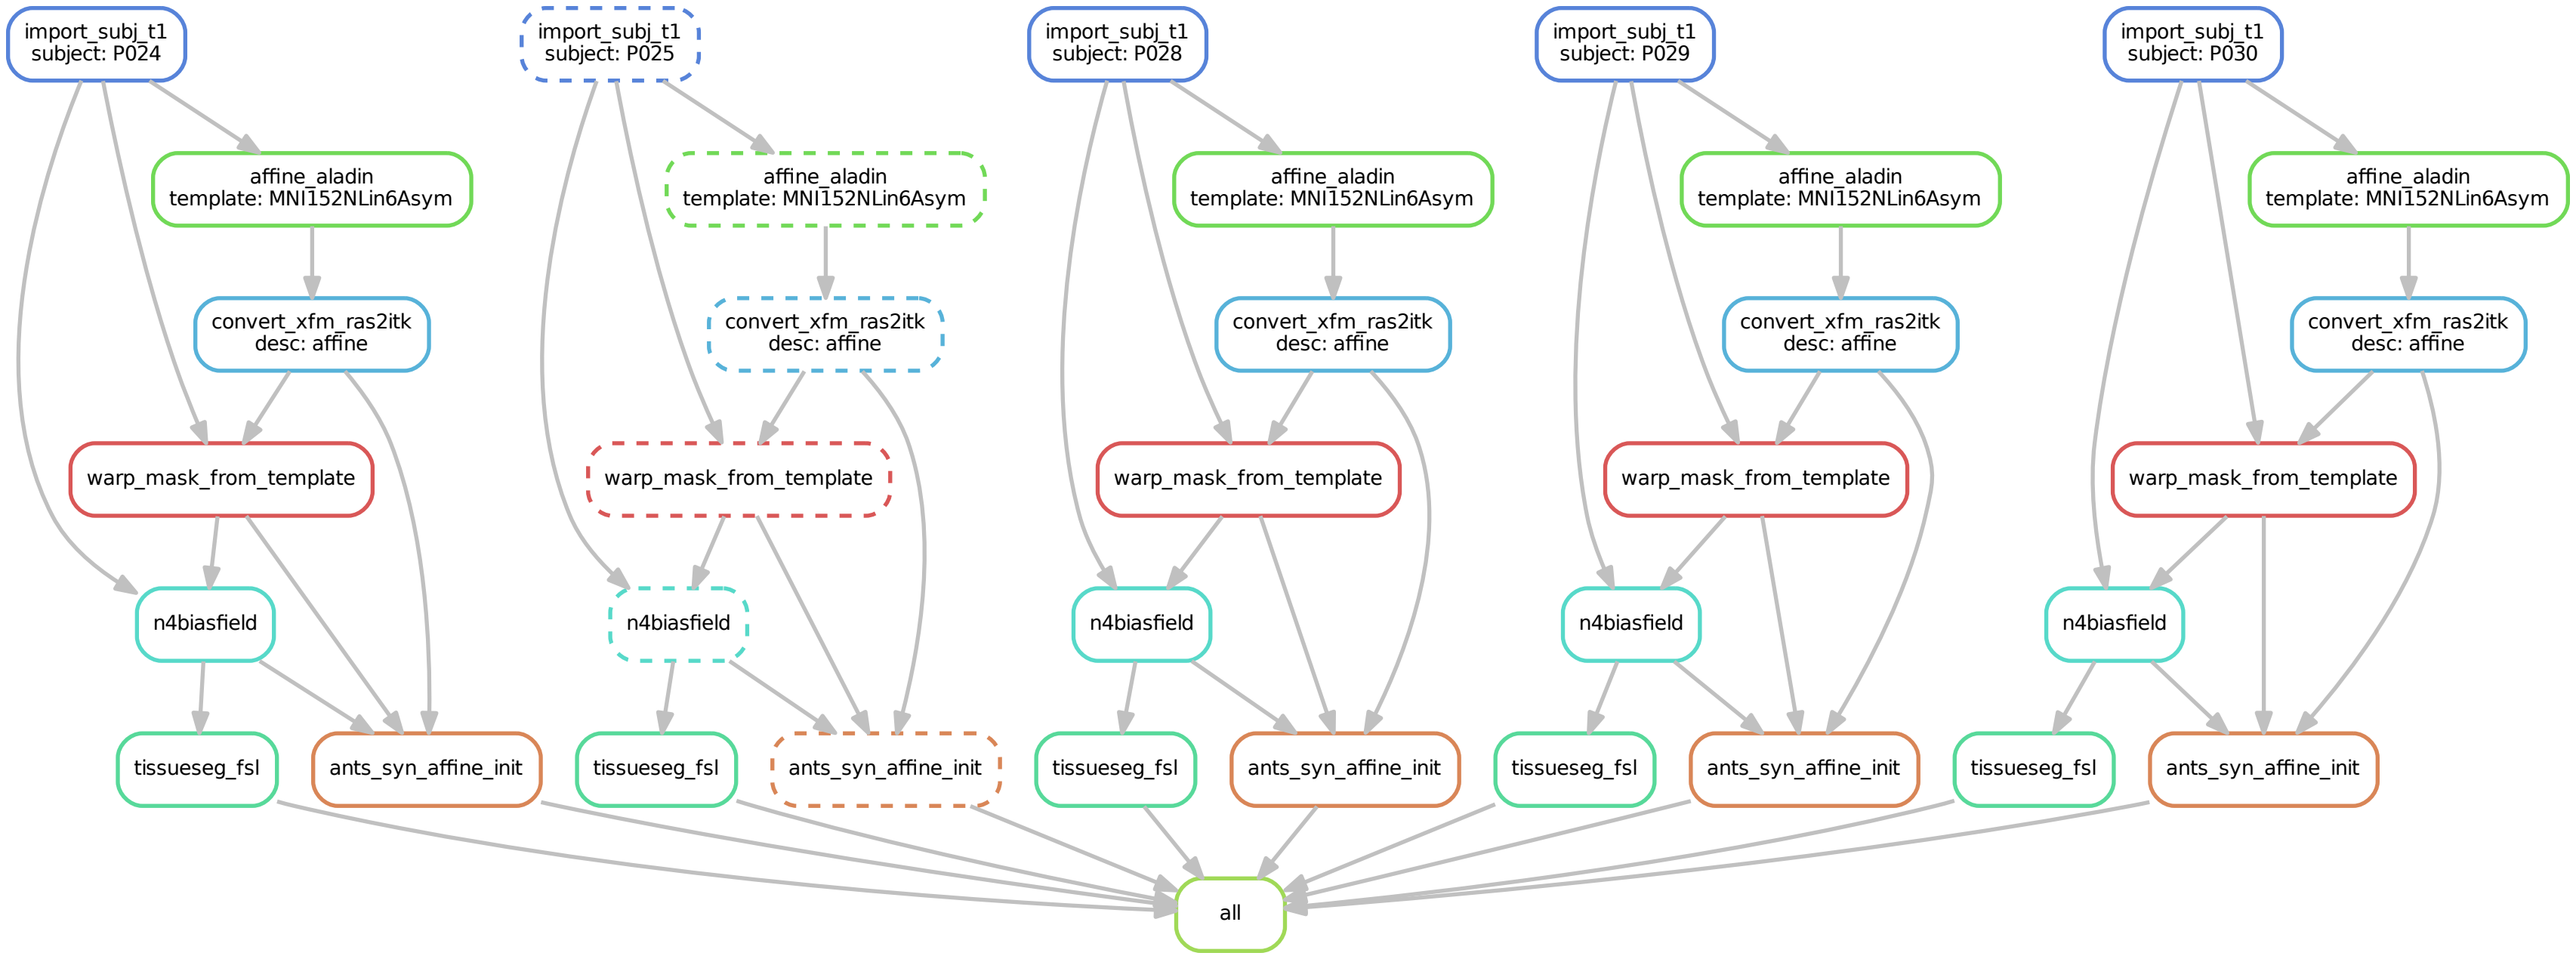 import_subj_t1
subject: P024
import_subj_t1
subject: P025
import_subj_t1
subject: P028
import_subj_t1
subject: P029
import_subj_t1
subject: P030
affine_aladin
template: MNI152NLin6Asym
affine_aladin
template: MNI152NLin6Asym
affine_aladin
template: MNI152NLin6Asym
affine_aladin
template: MNI152NLin6Asym
affine_aladin
template: MNI152NLin6Asym
convert_xfm_ras2itk
desc: affine
convert_xfm_ras2itk
desc: affine
convert_xfm_ras2itk
desc: affine
convert_xfm_ras2itk
desc: affine
convert_xfm_ras2itk
desc: affine
warp_mask_from_template
warp_mask_from_template
warp_mask_from_template
warp_mask_from_template
warp_mask_from_template
n4biasfield
n4biasfield
n4biasfield
n4biasfield
n4biasfield
tissueseg_fsl
ants_syn_affine_init
tissueseg_fsl
ants_syn_affine_init
tissueseg_fsl
ants_syn_affine_init
tissueseg_fsl
ants_syn_affine_init
tissueseg_fsl
ants_syn_affine_init
all